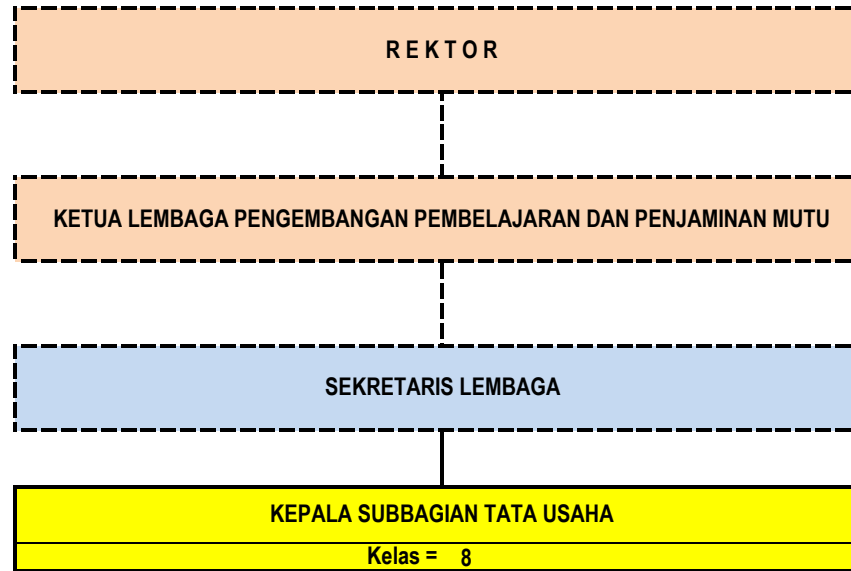 R E K T O R
KETUA LEMBAGA PENGEMBANGAN PEMBELAJARAN DAN PENJAMINAN MUTU
SEKRETARIS LEMBAGA
KEPALA SUBBAGIAN TATA USAHA
Kelas = 8